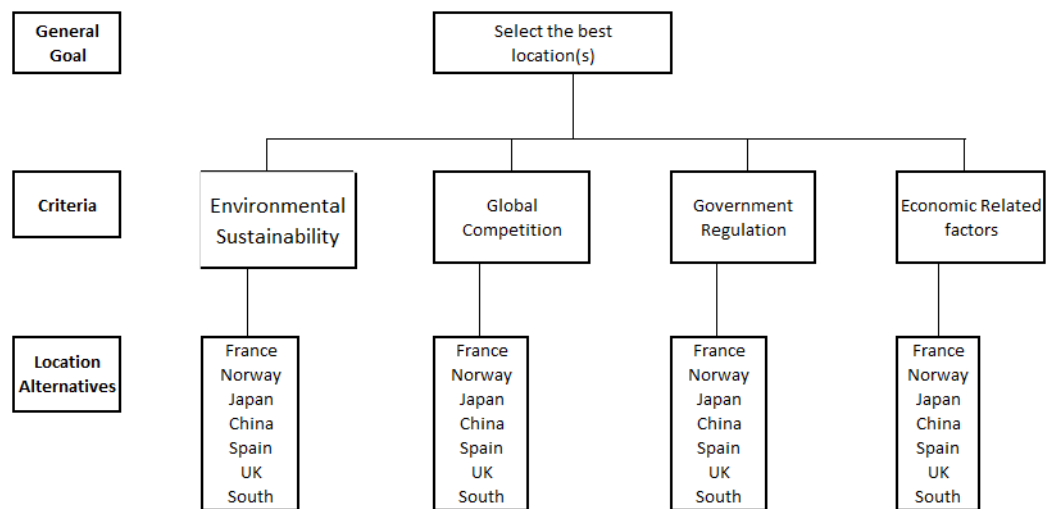 General
Goal
Select the best
location(s)
Criteria
Environmental
Sustainability
Global
Competition
Government
Regulation
Economic Related
factors
Location
Alternatives
France
Norway
Japan
China
Spain
UK
South
France
Norway
Japan
China
Spain
UK
South
France
Norway
Japan
China
Spain
UK
South
France
Norway
Japan
China
Spain
UK
South